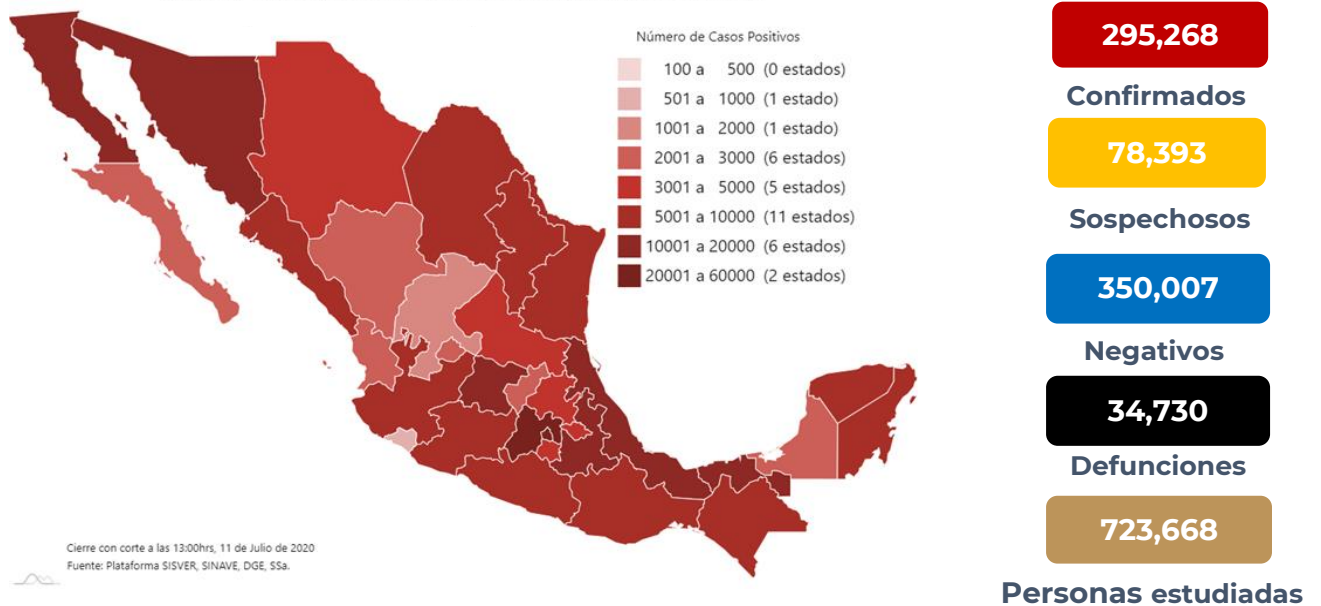 Número de Casos Positivos
100 a 500 (0 estados)
501 a 1000 (1 estado)
1001 a 2000 (1 estado)
2001 a 3000 (6 estados)
3001 a 5000 (5 estados)
5001 a 10000 (11 estados)
10001 a 20000 (6 estados)
20001 a 60000 (2 estados)
Cierre con corte a las 13:00hrs, 11 de Julio de 2020
Fuente: Plataforma SISVER, SINAVE, DGE, SSa.
295,268
Confirmados
78,393
Sospechosos
350,007
Negativos
34,730
Defunciones
723,668
Personas estudiadas